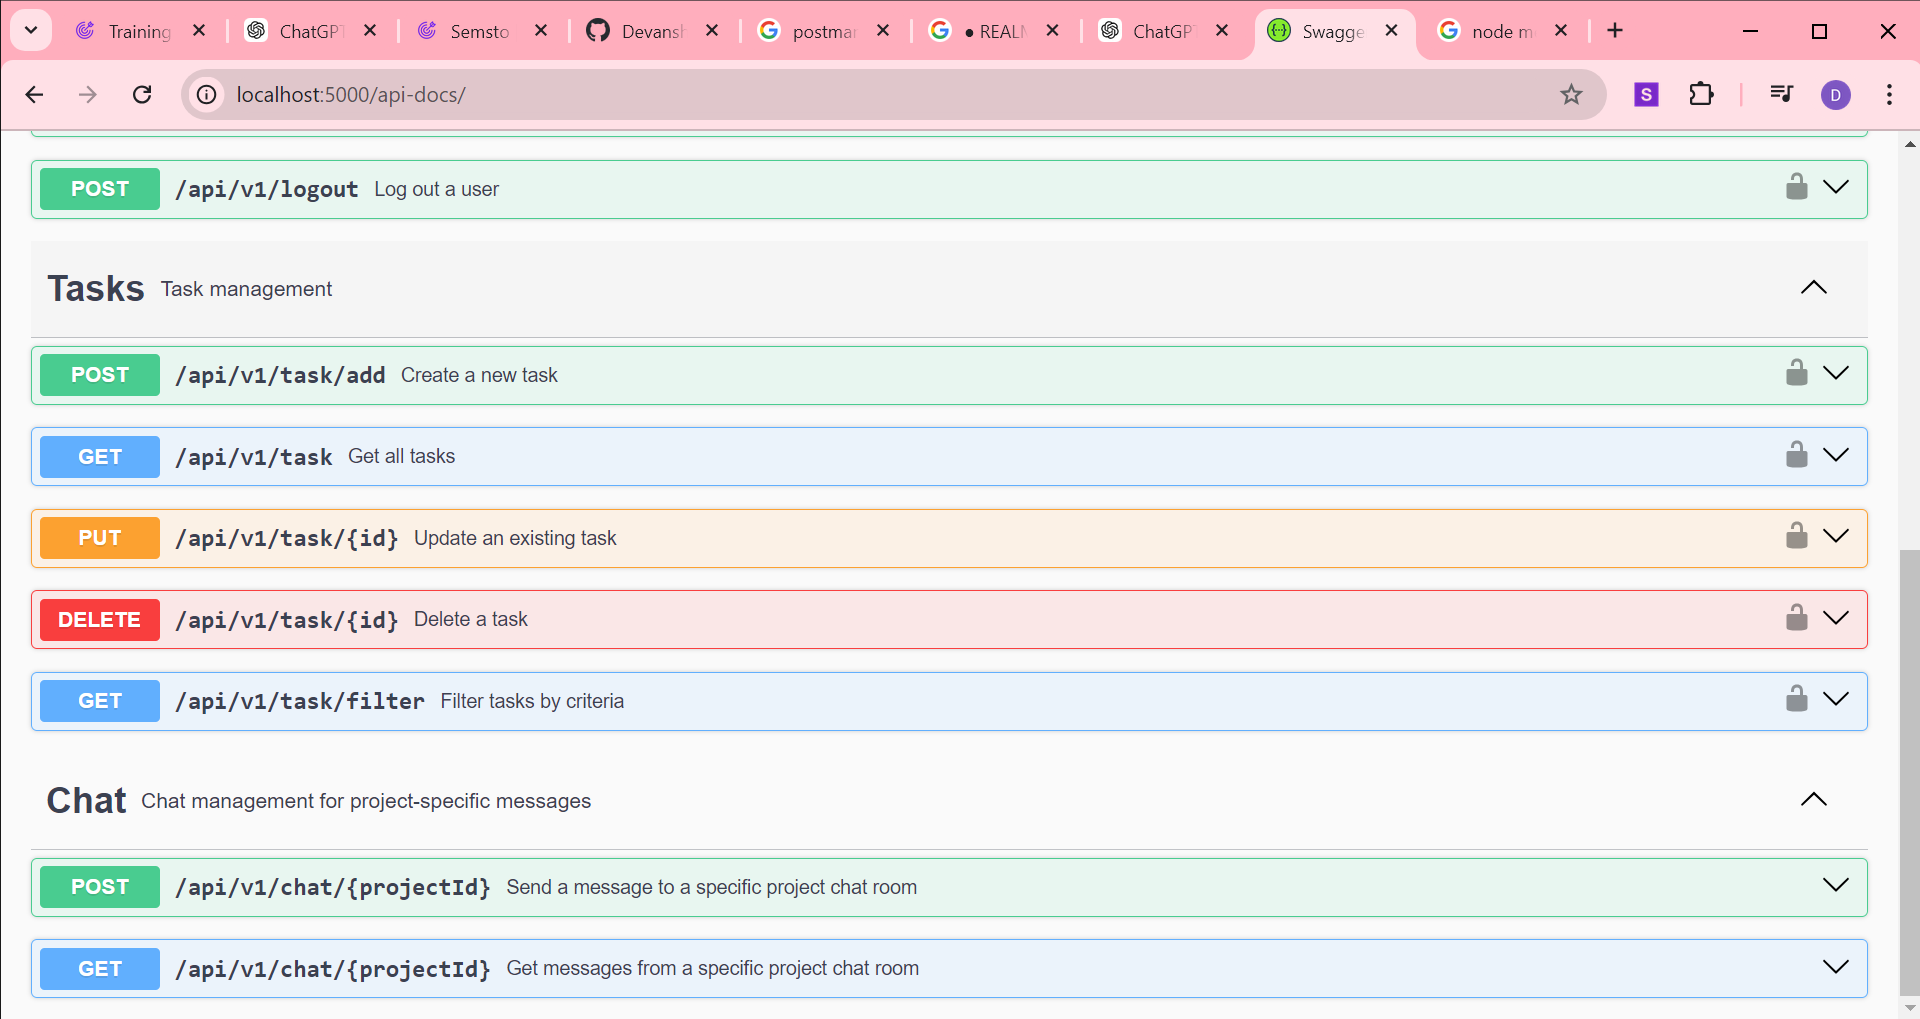 Training
ChatGPT
Semsto
Devansh
postmar
● REALM
ChatGPT
Swagge
node m
localhost:5000/api-docs/
S
D
POST /api/v1/logout Log out a user
Tasks Task management
POST /api/v1/task/add Create a new task
GET /api/v1/task Get all tasks
PUT /api/v1/task/{id} Update an existing task
DELETE /api/v1/task/{id} Delete a task
GET /api/v1/task/filter Filter tasks by criteria
Chat Chat management for project-specific messages
POST /api/v1/chat/{projectId} Send a message to a specific project chat room
GET /api/v1/chat/{projectId} Get messages from a specific project chat room